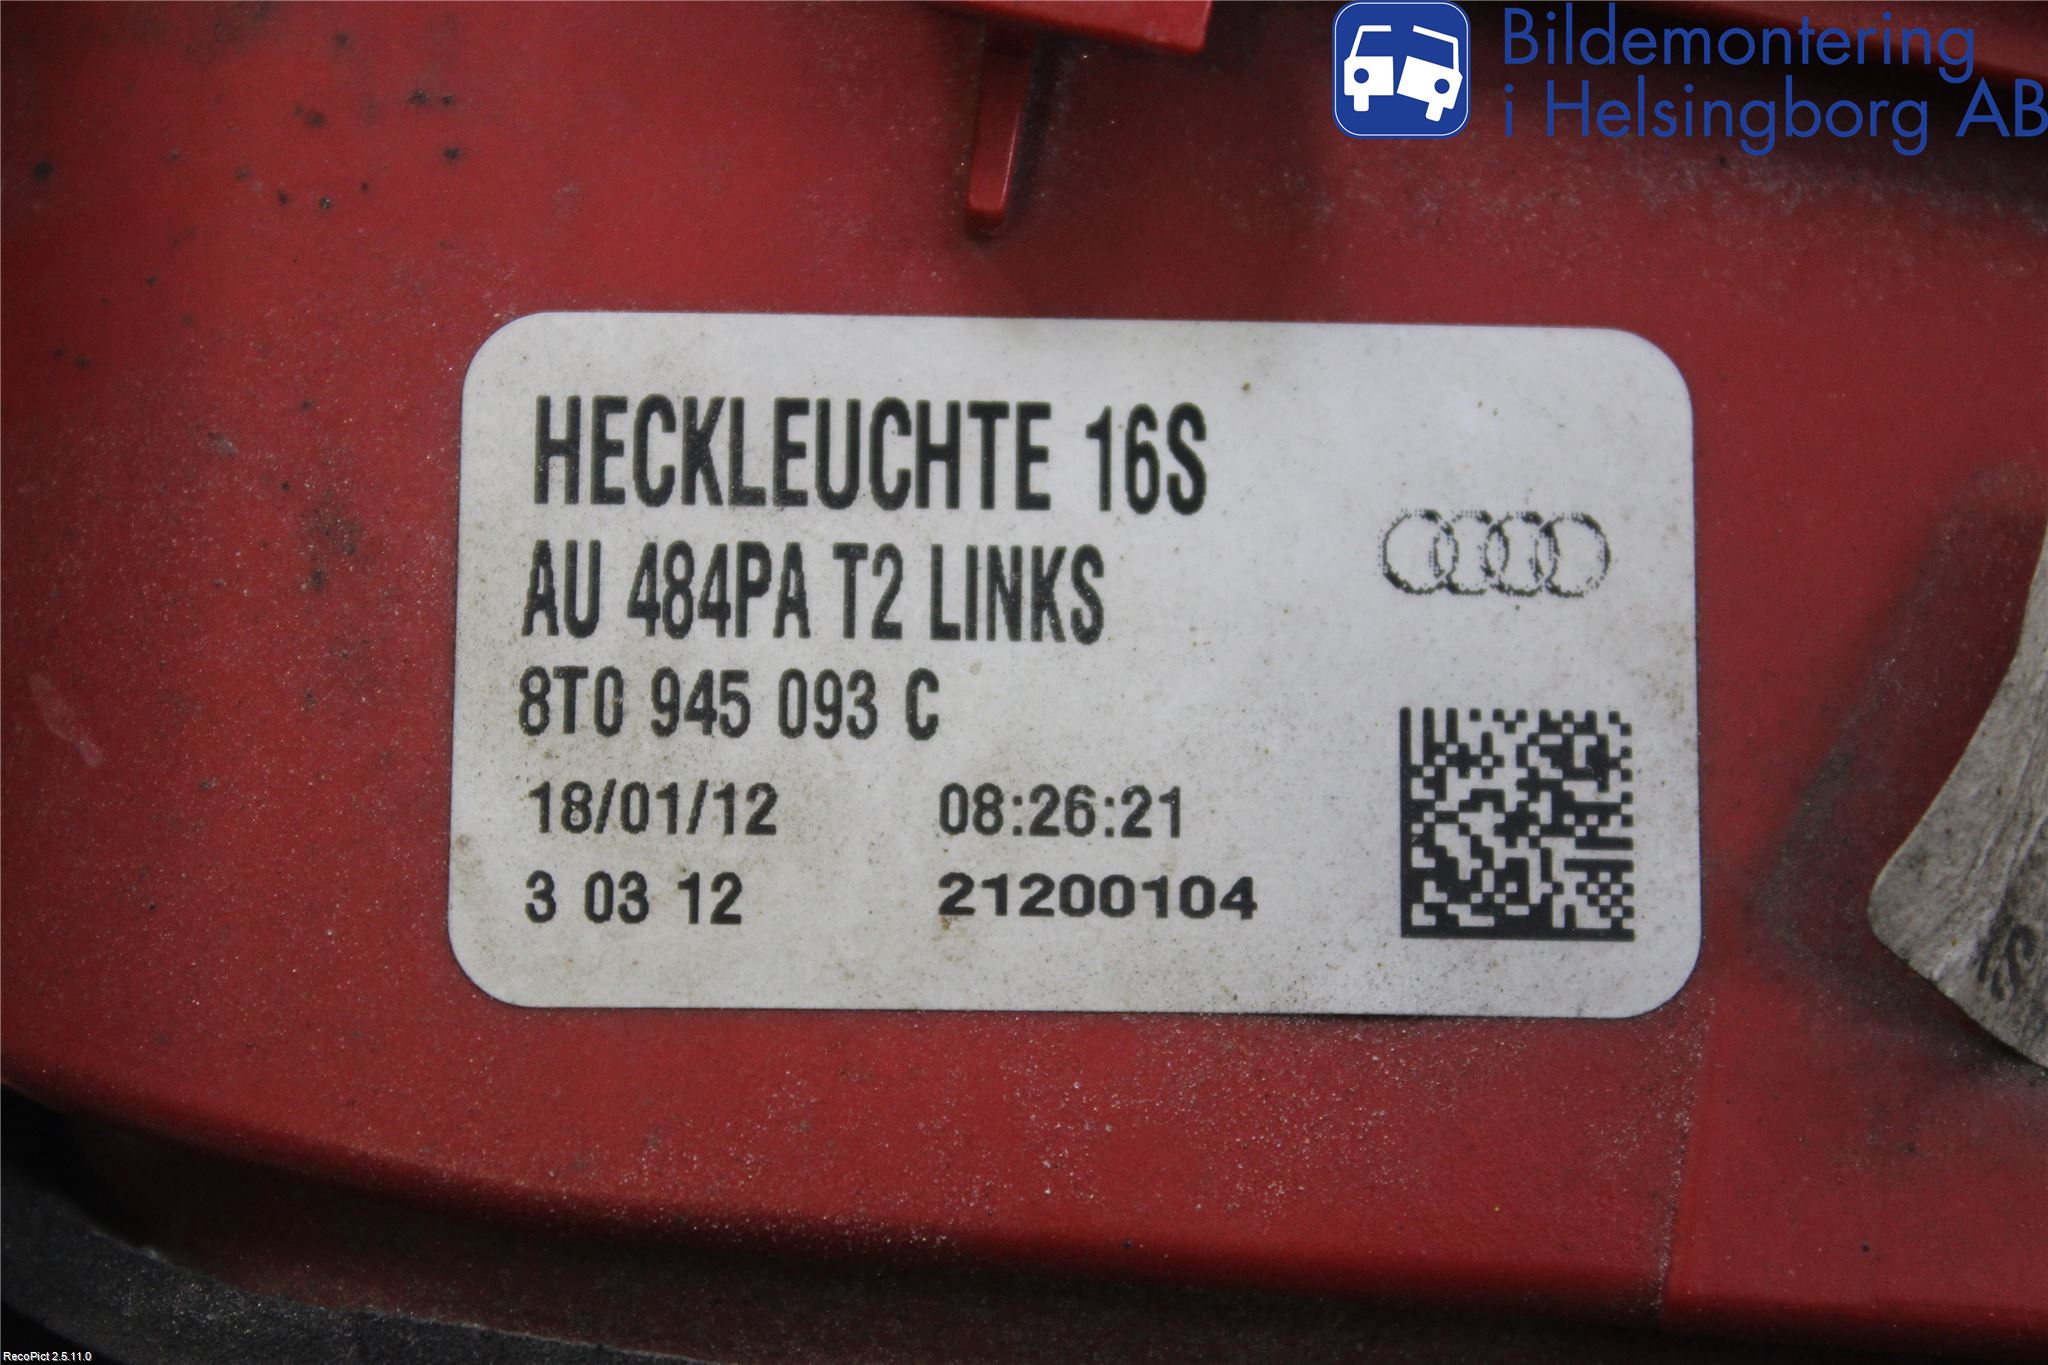 Bildemontering
i Helsingborg AB
HECKLEUCHTE 16S
AU 484PA T2 LINKS
8T0 945 093 C
18/01/12 08:26:21
3 03 12 21200104
RecoPict 2.5.11.0